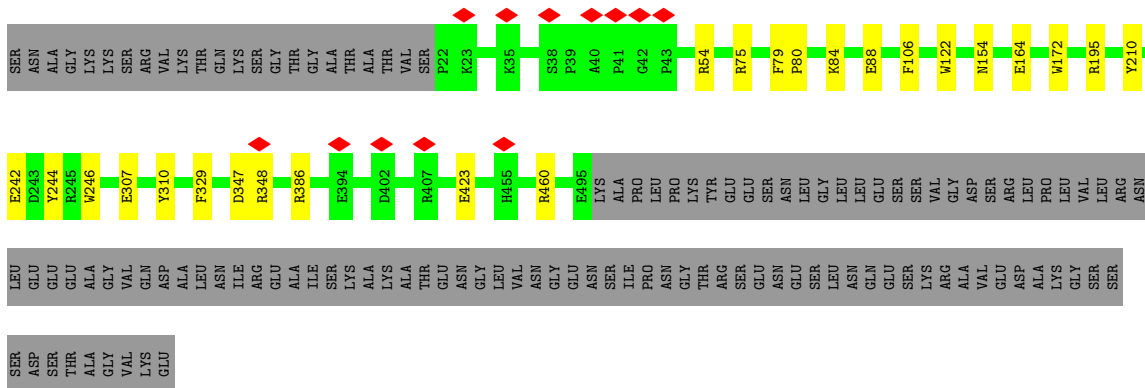 SER ASN ALA GLY LYS LYS SER ARG VAL LYS THR GLN LYS SER GLY THR GLY ALA THR ALA THR VAL SER P22 K23 K35 S38 P39 A40 P41 G42 P43 R54 R75 F79 P80 K84 E88 F106 W122 N154 E164 W172 R195 Y210
E242 D243 Y244 R245 W246 E307 Y310 F329 D347 R348 R386 E394 D402 R407 E423 H455 R460 E495 LYS ALA PRO LEU PRO LYS TYR GLU GLU SER ASN LEU GLY LEU LEU GLU SER SER VAL GLY ASP SER ARG LEU PRO LEU VAL LEU ARG ASN
LEU GLU GLU GLU ALA GLY VAL GLN ASP ALA LEU ASN ILE ARG GLU ALA ILE SER LYS ALA LYS ALA THR GLU ASN GLY LEU VAL ASN GLY GLU ASN SER ILE PRO ASN GLY THR ARG SER GLU ASN GLU SER LEU ASN GLN GLU SER LYS ARG ALA VAL GLU ASP ALA LYS GLY SER SER
SER ASP SER THR ALA GLY VAL LYS GLU